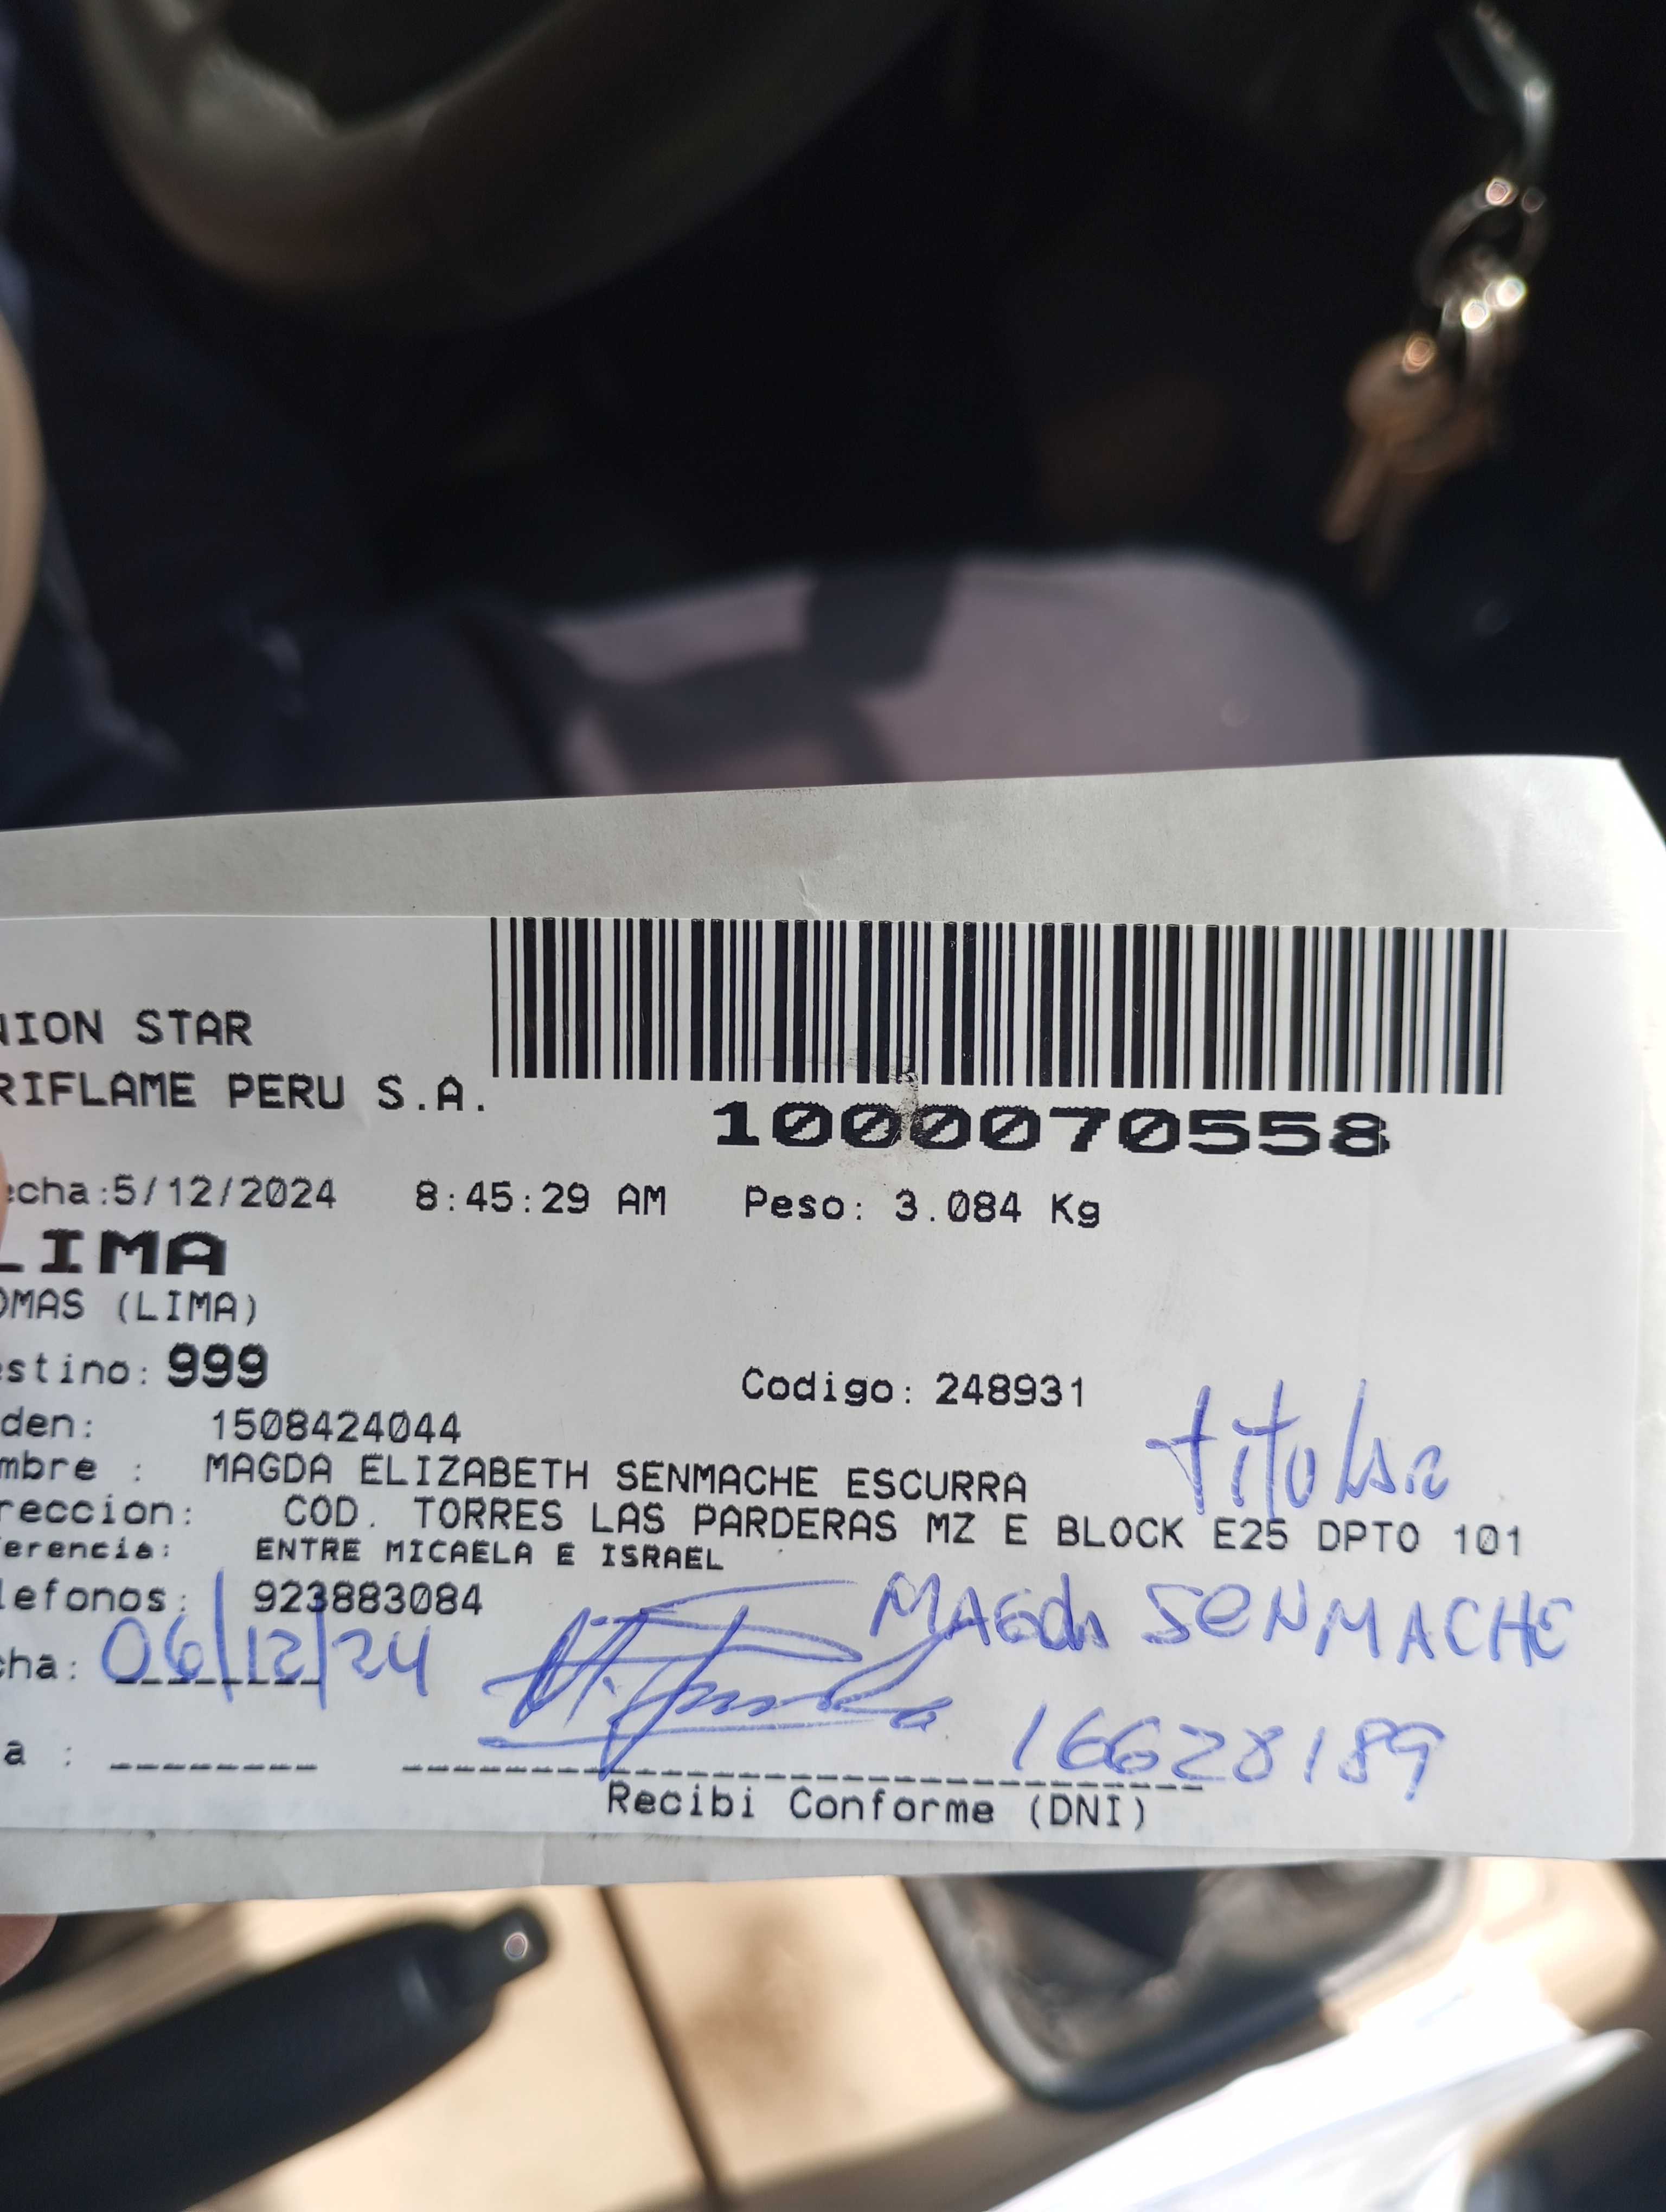 NION STAR
RIFLAME PERU S.A.
1000070558
echa:5/12/2024 8:45:29 AM Peso: 3.084 Kg
LIMA
OMAS (LIMA)
estino: 999
Codigo: 248931
den: 1508424044
titular
mbre : MAGDA ELIZABETH SENMACHE ESCURRA
reccion: COD. TORRES LAS PARDERAS MZ E BLOCK E25 DPTO 101
ferencia: ENTRE MICAELA E ISRAEL
lefonos: 923883084
MAGda SENMACHE
cha: 06/12/24
16628189
a :
Recibi Conforme (DNI)